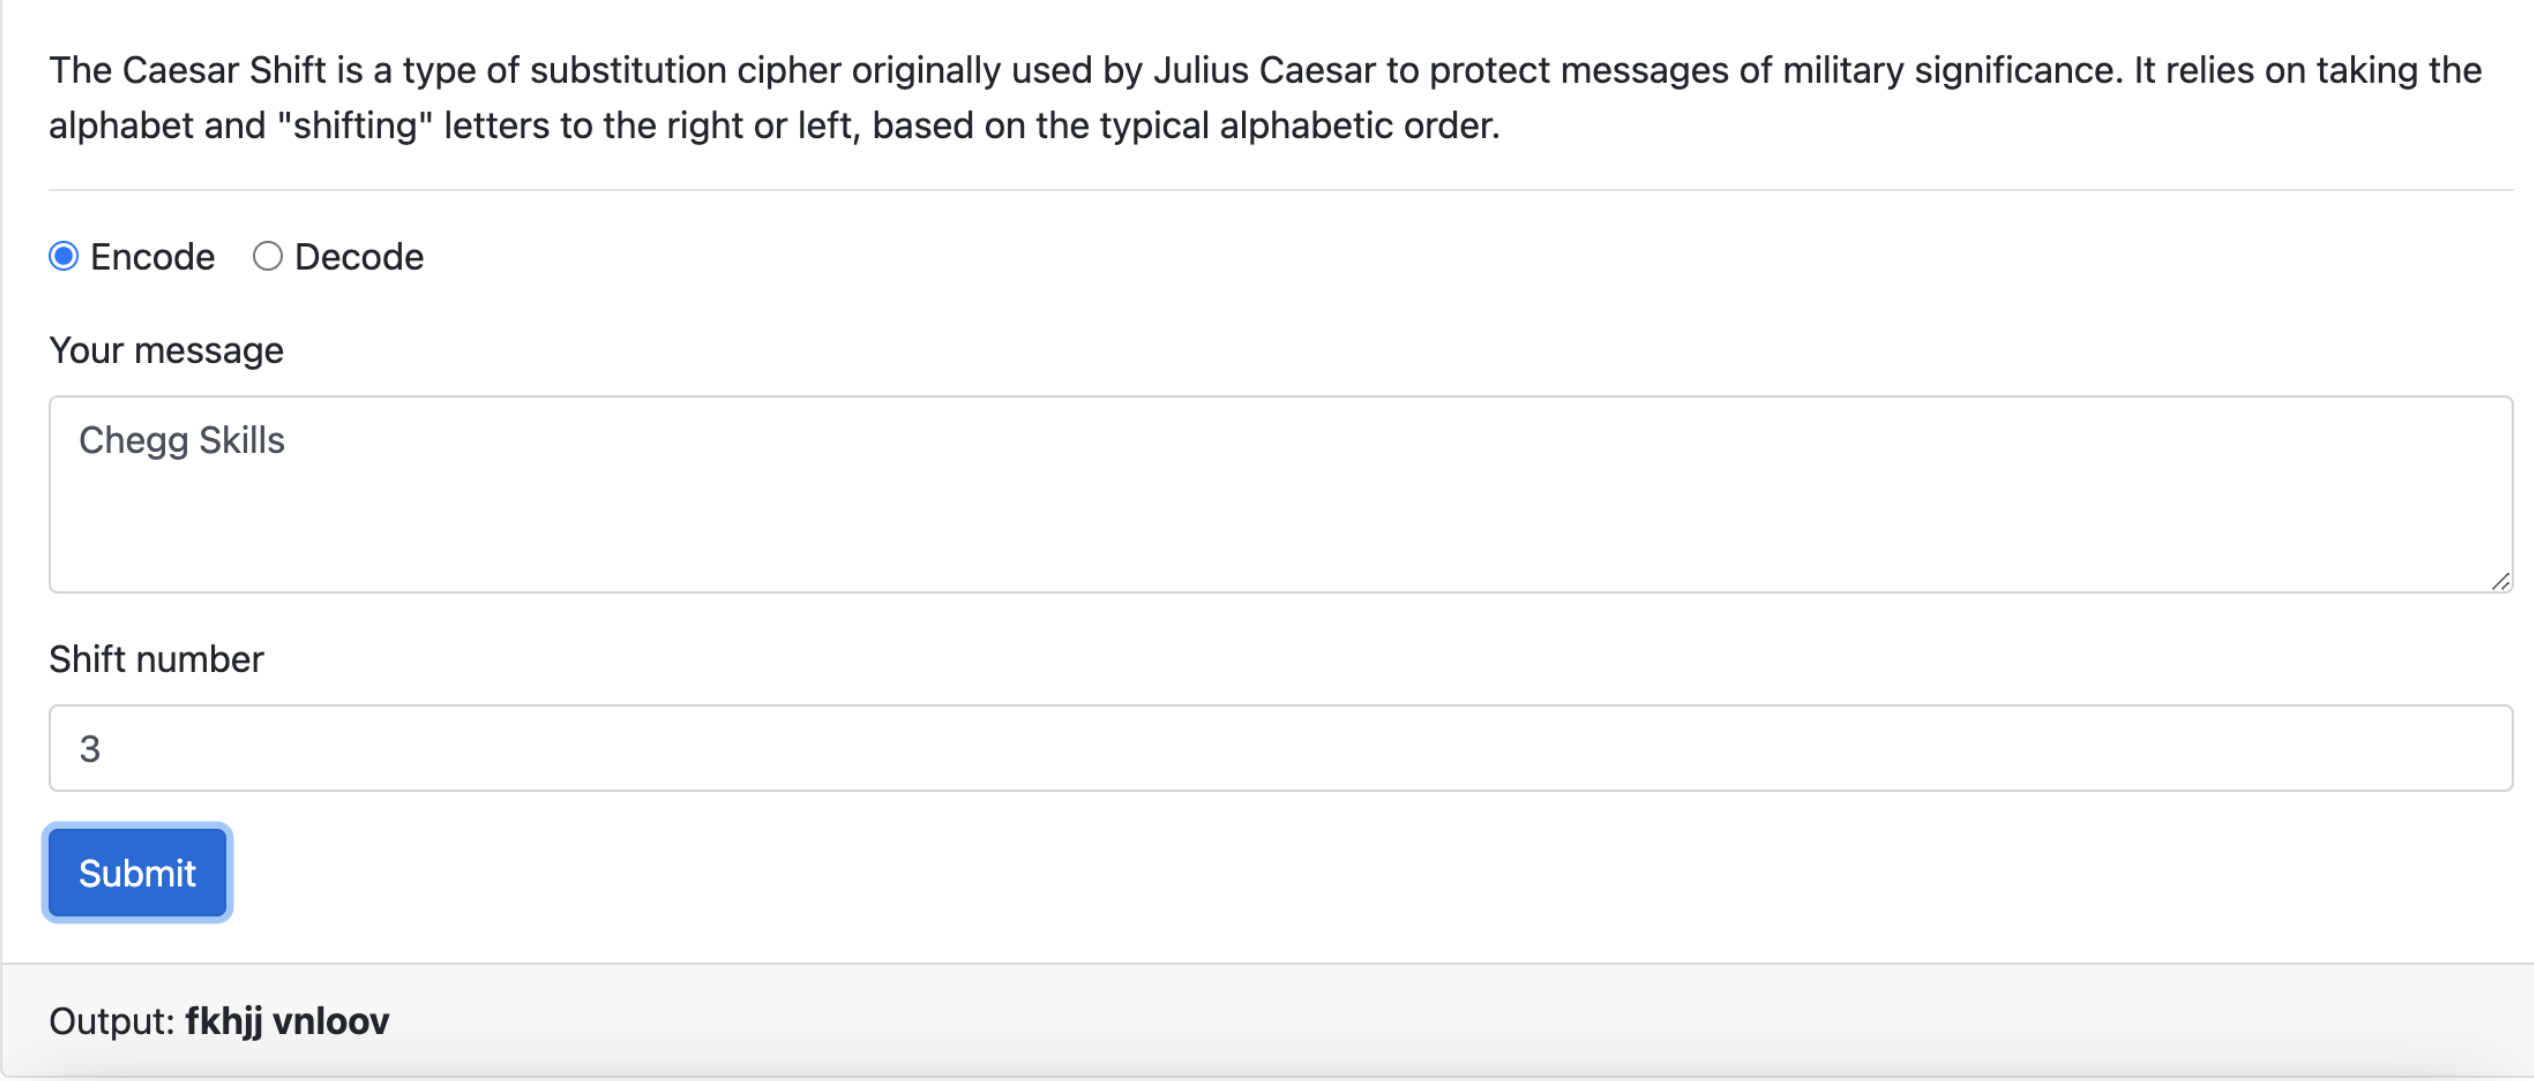 The Caesar Shift is a type of substitution cipher originally used by Julius Caesar to protect messages of military significance. It relies on taking the
alphabet and "shifting" letters to the right or left, based on the typical alphabetic order.
Encode Decode
Your message
Chegg Skills
Shift number
3
Submit
Output: fkhjj vnloov